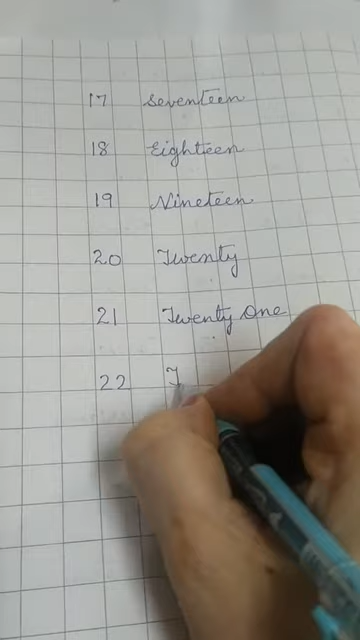 17 Seventeen
18 Eighteen
19 Nineteen
20 Twenty
21 Twenty One
22 T